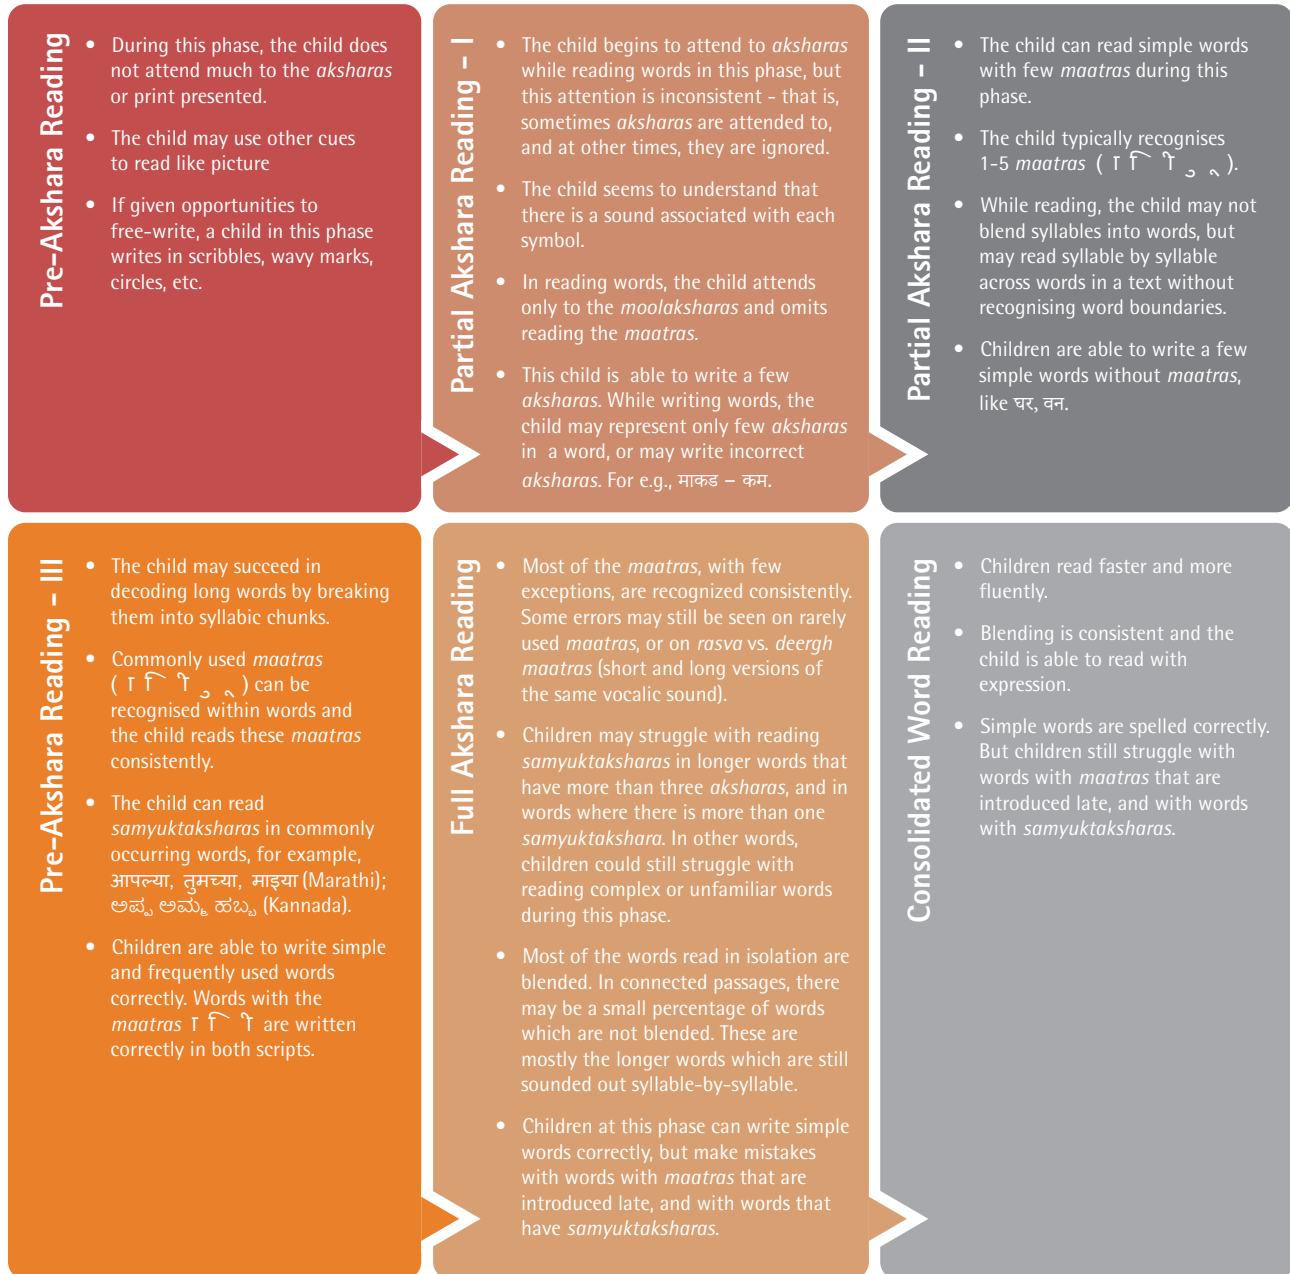 Pre-Akshara Reading
• During this phase, the child does
not attend much to the aksharas
or print presented.
• The child may use other cues
to read like picture
• If given opportunities to
free-write, a child in this phase
writes in scribbles, wavy marks,
circles, etc.
Partial Akshara Reading - I
• The child begins to attend to aksharas
while reading words in this phase, but
this attention is inconsistent - that is,
sometimes aksharas are attended to,
and at other times, they are ignored.
• The child seems to understand that
there is a sound associated with each
symbol.
• In reading words, the child attends
only to the moolaksharas and omits
reading the maatras.
• This child is able to write a few
aksharas. While writing words, the
child may represent only few aksharas
in a word, or may write incorrect
aksharas. For e.g., माकड – कम.
Partial Akshara Reading - II
• The child can read simple words
with few maatras during this
phase.
• The child typically recognises
1-5 maatras ( ा ि ी ु ू ).
• While reading, the child may not
blend syllables into words, but
may read syllable by syllable
across words in a text without
recognising word boundaries.
• Children are able to write a few
simple words without maatras,
like घर, वन.
Pre-Akshara Reading - III
• The child may succeed in
decoding long words by breaking
them into syllabic chunks.
• Commonly used maatras
( ा ि ी ु ू ) can be
recognised within words and
the child reads these maatras
consistently.
• The child can read
samyuktaksharas in commonly
occurring words, for example,
आपल्या, तुमच्या, माझ्या (Marathi);
ಅಪ್ಪ ಅಮ್ಮ ಹಬ್ಬ (Kannada).
• Children are able to write simple
and frequently used words
correctly. Words with the
maatras ा ि ी are written
correctly in both scripts.
Full Akshara Reading
• Most of the maatras, with few
exceptions, are recognized consistently.
Some errors may still be seen on rarely
used maatras, or on rasva vs. deergh
maatras (short and long versions of
the same vocalic sound).
• Children may struggle with reading
samyuktaksharas in longer words that
have more than three aksharas, and in
words where there is more than one
samyuktakshara. In other words,
children could still struggle with
reading complex or unfamiliar words
during this phase.
• Most of the words read in isolation are
blended. In connected passages, there
may be a small percentage of words
which are not blended. These are
mostly the longer words which are still
sounded out syllable-by-syllable.
• Children at this phase can write simple
words correctly, but make mistakes
with words with maatras that are
introduced late, and with words that
have samyuktaksharas.
Consolidated Word Reading
• Children read faster and more
fluently.
• Blending is consistent and the
child is able to read with
expression.
• Simple words are spelled correctly.
But children still struggle with
words with maatras that are
introduced late, and with words
with samyuktaksharas.